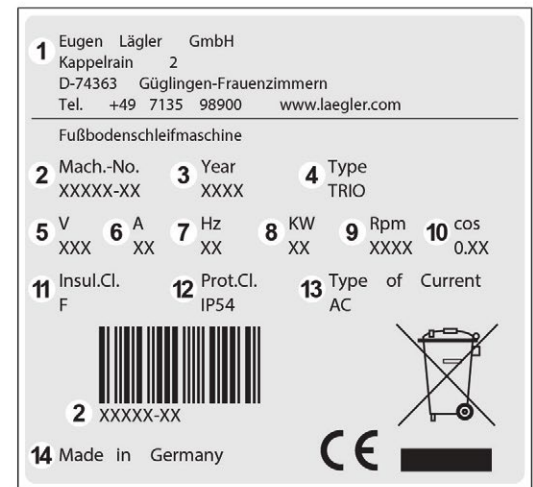 1 Eugen Lägler GmbH
Kappelrain 2
D-74363 Güglingen-Frauenzimmern
Tel. +49 7135 98900 www.laegler.com
Fußbodenschleifmaschine
2 Mach.-No. 3 Year 4 Type
XXXXX-XX XXXX TRIO
5 V 6 A 7 Hz 8 KW 9 Rpm 10 cos
XXX XX XX XX XXXX 0.XX
11 Insul.Cl. 12 Prot.Cl. 13 Type of Current
F IP54 AC
2 XXXXX-XX
14 Made in Germany
CE